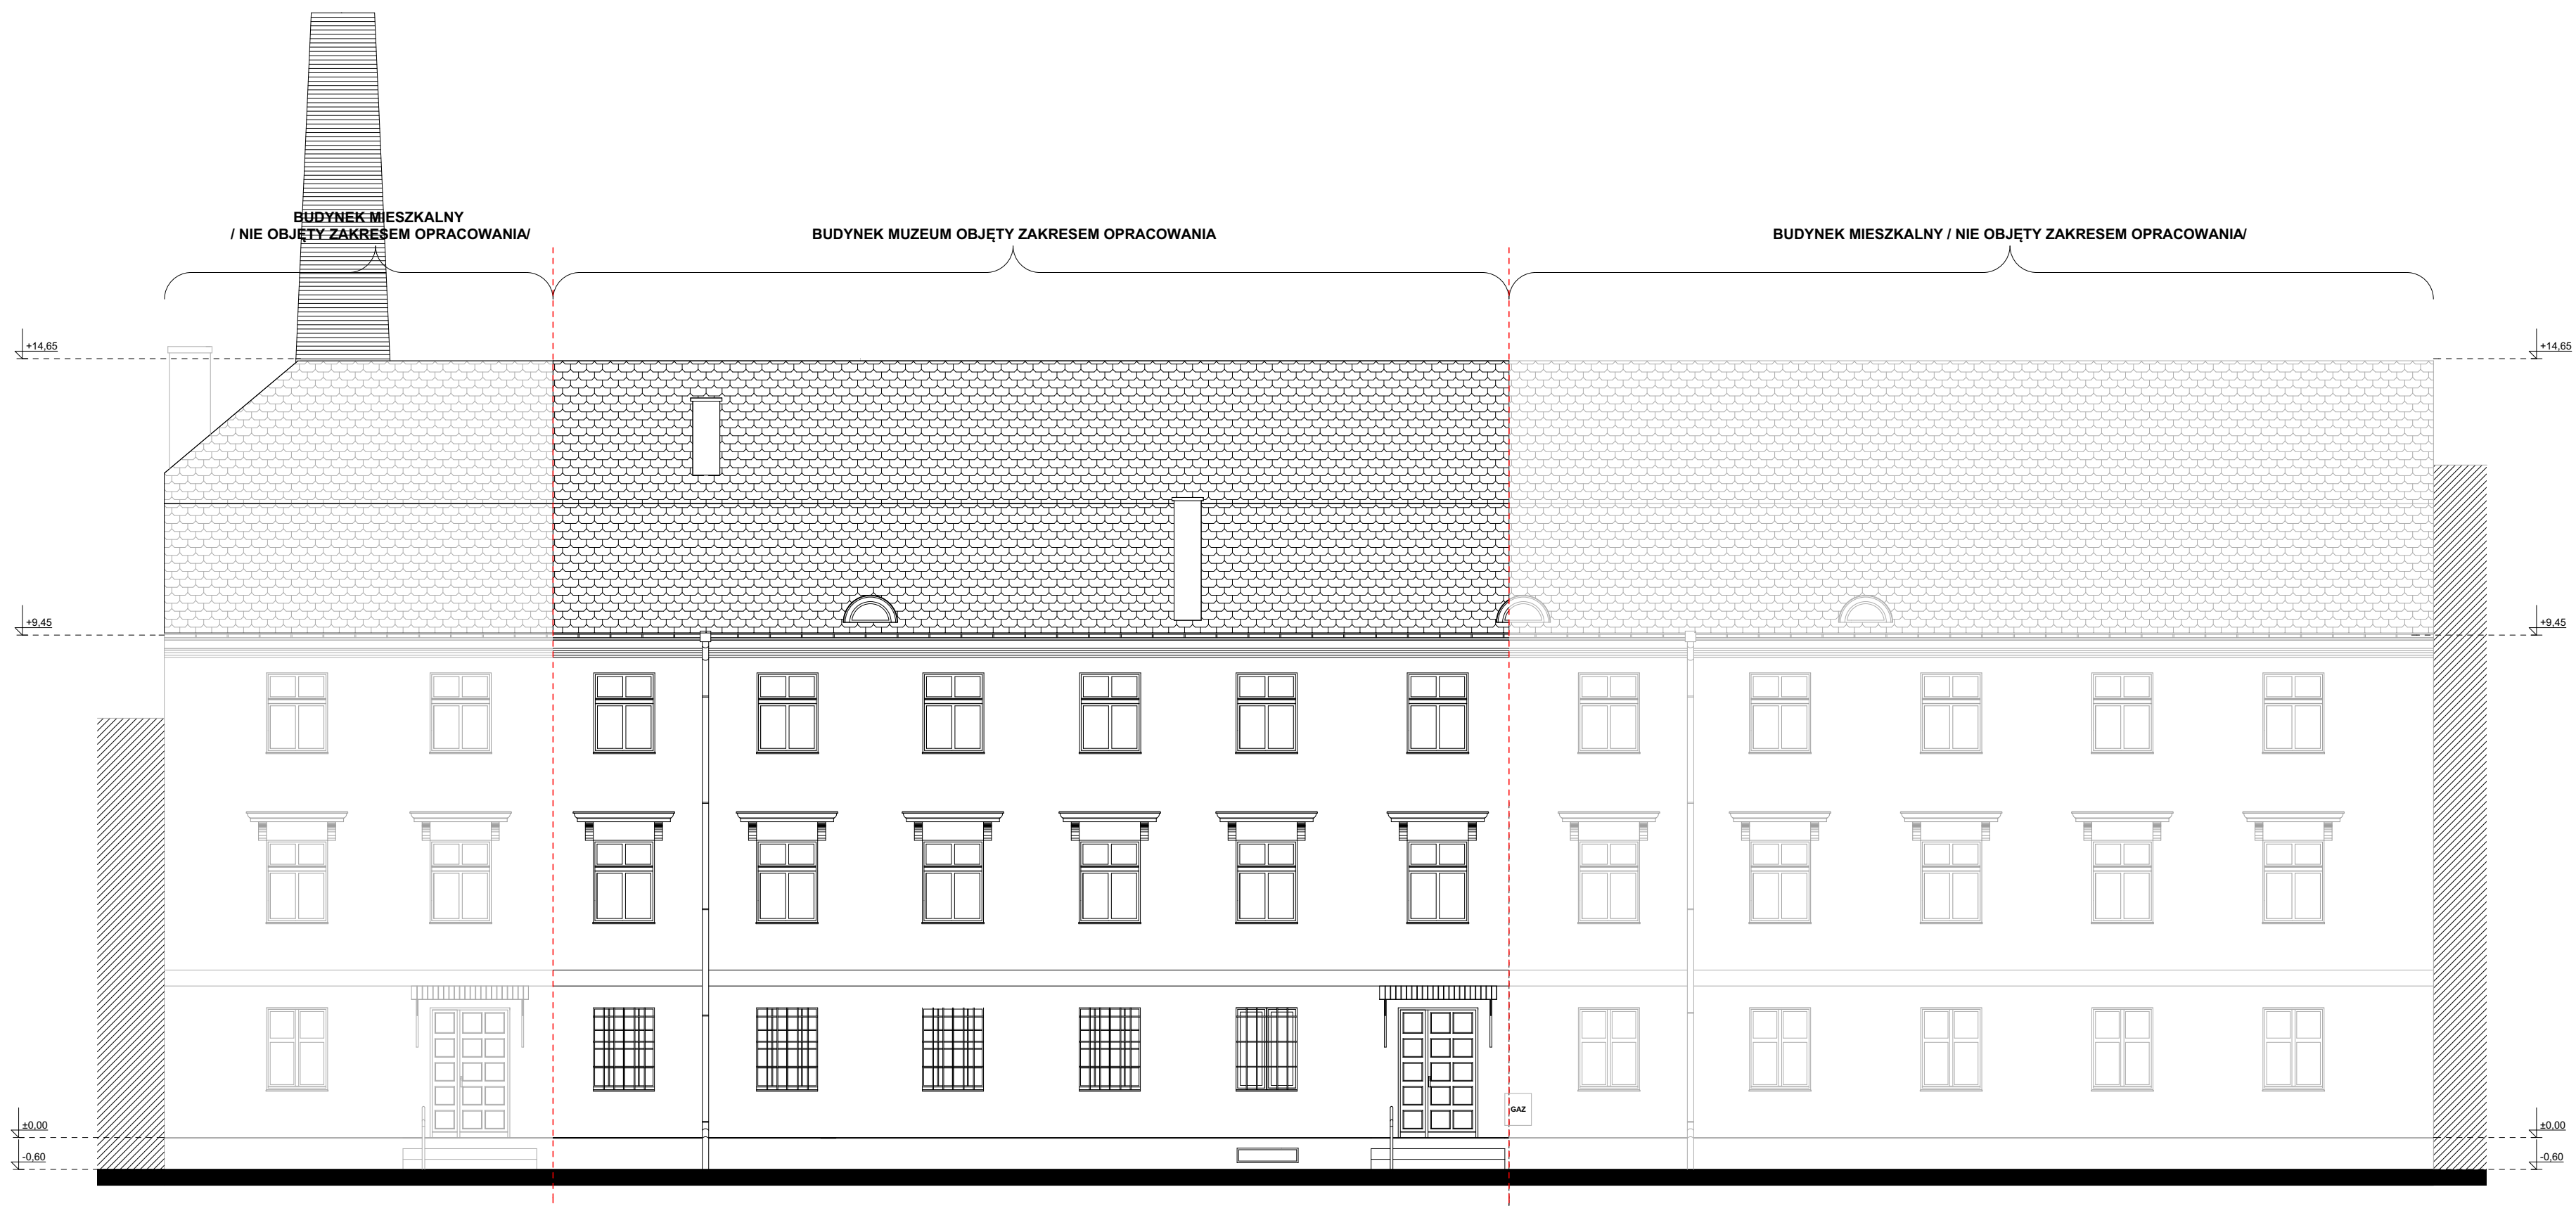 BUDYNEK MIESZKALNY
/ NIE OBJĘTY ZAKRESEM OPRACOWANIA/
BUDYNEK MUZEUM OBJĘTY ZAKRESEM OPRACOWANIA
BUDYNEK MIESZKALNY / NIE OBJĘTY ZAKRESEM OPRACOWANIA/
+14,65
+14,65
+9,45
+9,45
GAZ
±0,00
±0,00
-0,60
-0,60